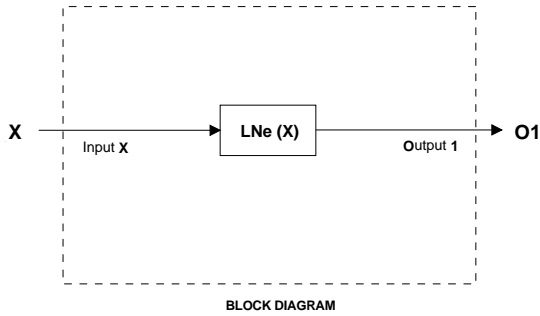 X
Input X
LNe (X)
Output 1
O1
BLOCK DIAGRAM